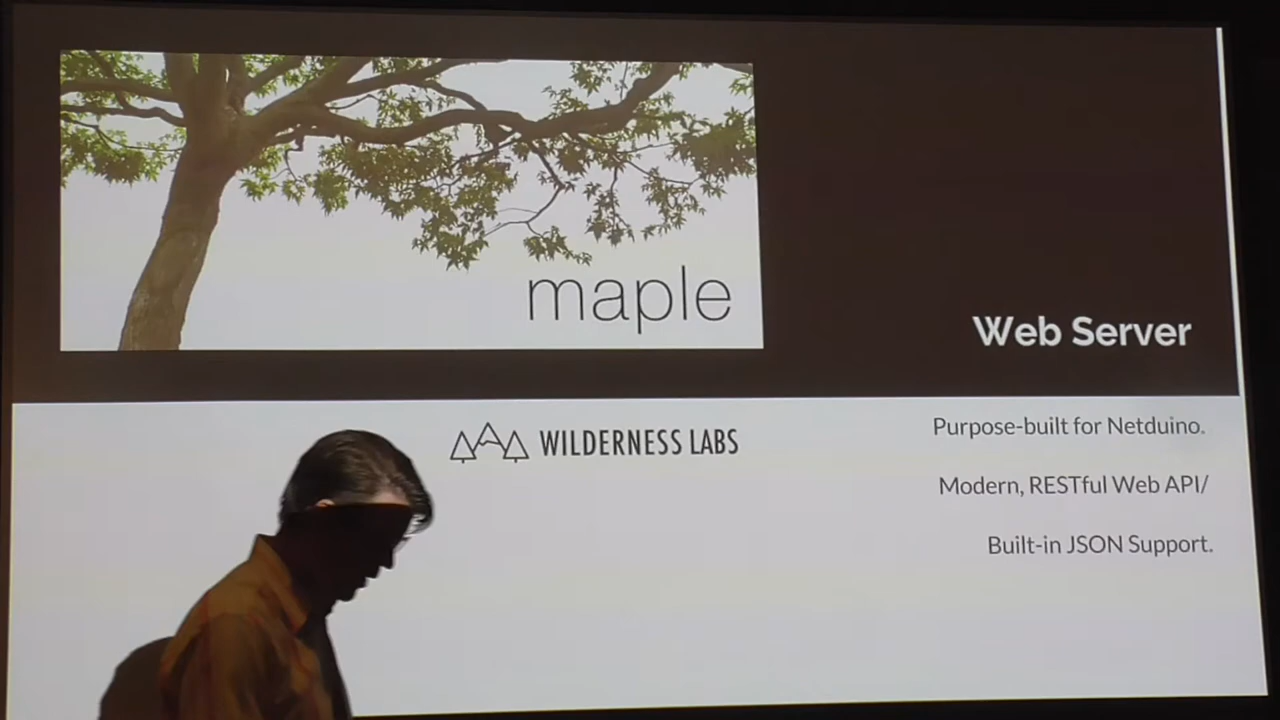 maple
Web Server
WILDERNESS LABS
Purpose-built for Netduino.
Modern, RESTful Web API/
Built-in JSON Support.